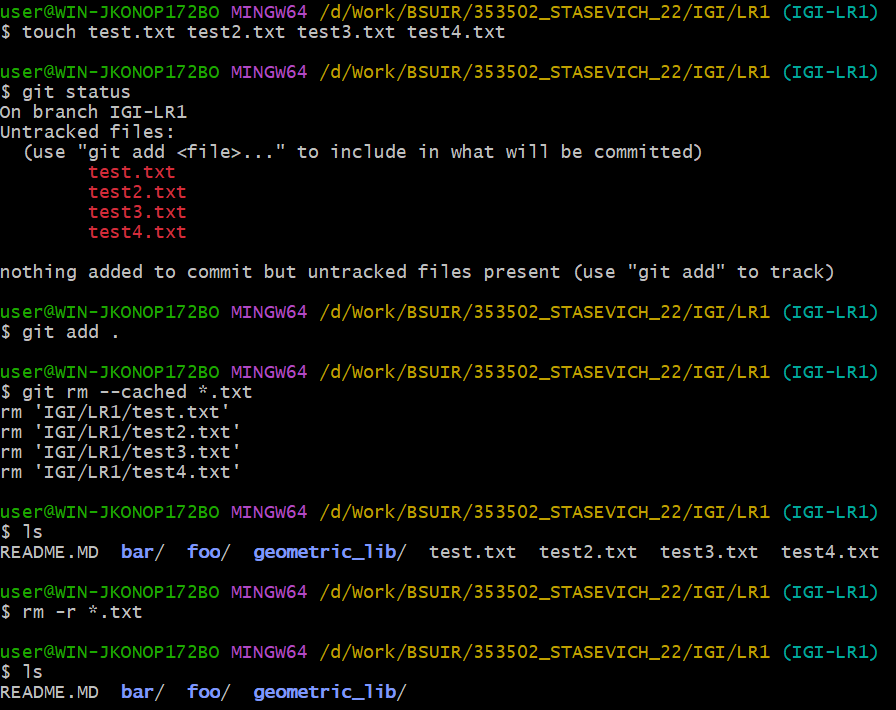 user@WIN-JKONOP172BO MINGW64 /d/Work/BSUIR/353502_STASEVICH_22/IGI/LR1 (IGI-LR1)
$ touch test.txt test2.txt test3.txt test4.txt
user@WIN-JKONOP172BO MINGW64 /d/Work/BSUIR/353502_STASEVICH_22/IGI/LR1 (IGI-LR1)
$ git status
On branch IGI-LR1
Untracked files:
  (use "git add <file>..." to include in what will be committed)
        test.txt
        test2.txt
        test3.txt
        test4.txt
nothing added to commit but untracked files present (use "git add" to track)
user@WIN-JKONOP172BO MINGW64 /d/Work/BSUIR/353502_STASEVICH_22/IGI/LR1 (IGI-LR1)
$ git add .
user@WIN-JKONOP172BO MINGW64 /d/Work/BSUIR/353502_STASEVICH_22/IGI/LR1 (IGI-LR1)
$ git rm --cached *.txt
rm 'IGI/LR1/test.txt'
rm 'IGI/LR1/test2.txt'
rm 'IGI/LR1/test3.txt'
rm 'IGI/LR1/test4.txt'
user@WIN-JKONOP172BO MINGW64 /d/Work/BSUIR/353502_STASEVICH_22/IGI/LR1 (IGI-LR1)
$ ls
README.MD  bar/  foo/  geometric_lib/  test.txt  test2.txt  test3.txt  test4.txt
user@WIN-JKONOP172BO MINGW64 /d/Work/BSUIR/353502_STASEVICH_22/IGI/LR1 (IGI-LR1)
$ rm -r *.txt
user@WIN-JKONOP172BO MINGW64 /d/Work/BSUIR/353502_STASEVICH_22/IGI/LR1 (IGI-LR1)
$ ls
README.MD  bar/  foo/  geometric_lib/